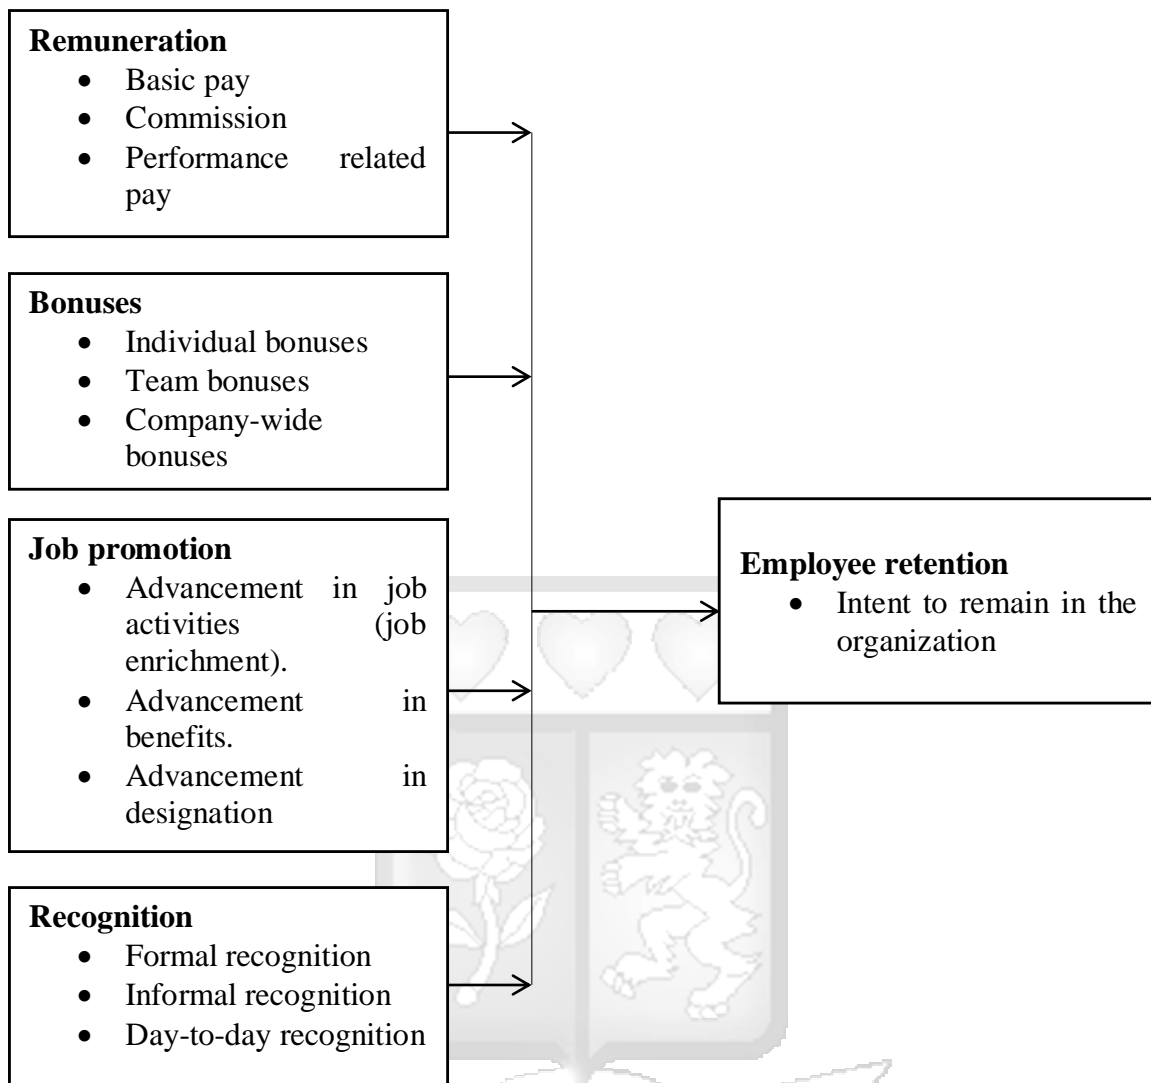 Remuneration
• Basic pay
• Commission
• Performance related
pay
Bonuses
• Individual bonuses
• Team bonuses
• Company-wide
bonuses
Job promotion
• Advancement in job
activities (job
enrichment).
• Advancement in
benefits.
• Advancement in
designation
Recognition
• Formal recognition
• Informal recognition
• Day-to-day recognition
Employee retention
• Intent to remain in the
organization